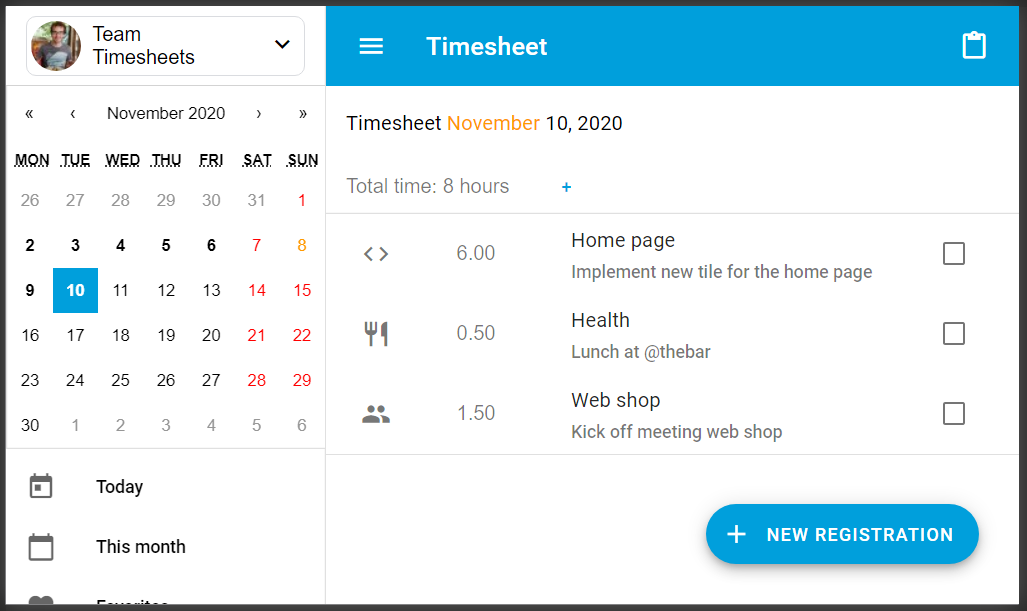 Team
Timesheets
Timesheet
« ‹ November 2020 › »
MON TUE WED THU FRI SAT SUN
26 27 28 29 30 31 1
2 3 4 5 6 7 8
9 10 11 12 13 14 15
16 17 18 19 20 21 22
23 24 25 26 27 28 29
30 1 2 3 4 5 6
Today
This month
Favorites
Timesheet November 10, 2020
Total time: 8 hours +
6.00 Home page
Implement new tile for the home page
0.50 Health
Lunch at @thebar
1.50 Web shop
Kick off meeting web shop
+ NEW REGISTRATION